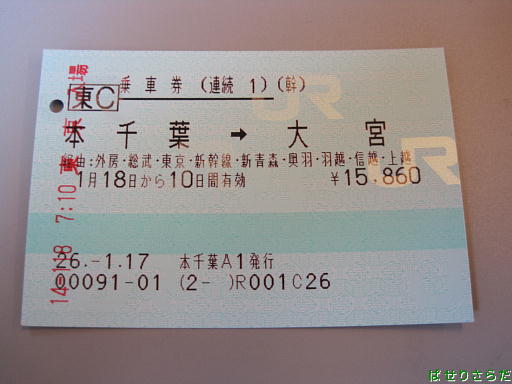 乗車券 (連続 1) (幹)
東C
本千葉 → 大宮
経由:外房・総武・東京・新幹線・新青森・奥羽・羽越・信越・上越
1月18日から10日間有効 ¥15,860
26.-1.17 本千葉A1発行
00091-01 (2- )R001C26
JR
JR
ぱせりさらだ